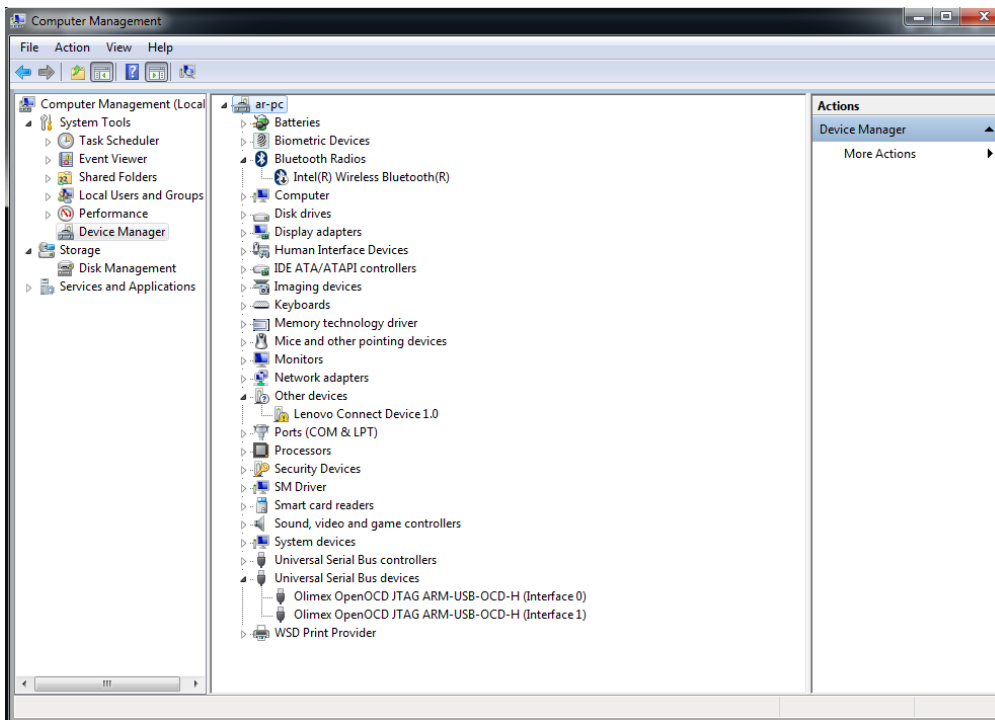 Computer Management
File Action View Help
Computer Management (Local
System Tools
Task Scheduler
Event Viewer
Shared Folders
Local Users and Groups
Performance
Device Manager
Storage
Disk Management
Services and Applications
ar-pc
Batteries
Biometric Devices
Bluetooth Radios
Intel(R) Wireless Bluetooth(R)
Computer
Disk drives
Display adapters
Human Interface Devices
IDE ATA/ATAPI controllers
Imaging devices
Keyboards
Memory technology driver
Mice and other pointing devices
Monitors
Network adapters
Other devices
Lenovo Connect Device 1.0
Ports (COM & LPT)
Processors
Security Devices
SM Driver
Smart card readers
Sound, video and game controllers
System devices
Universal Serial Bus controllers
Universal Serial Bus devices
Olimex OpenOCD JTAG ARM-USB-OCD-H (Interface 0)
Olimex OpenOCD JTAG ARM-USB-OCD-H (Interface 1)
WSD Print Provider
Actions
Device Manager
More Actions